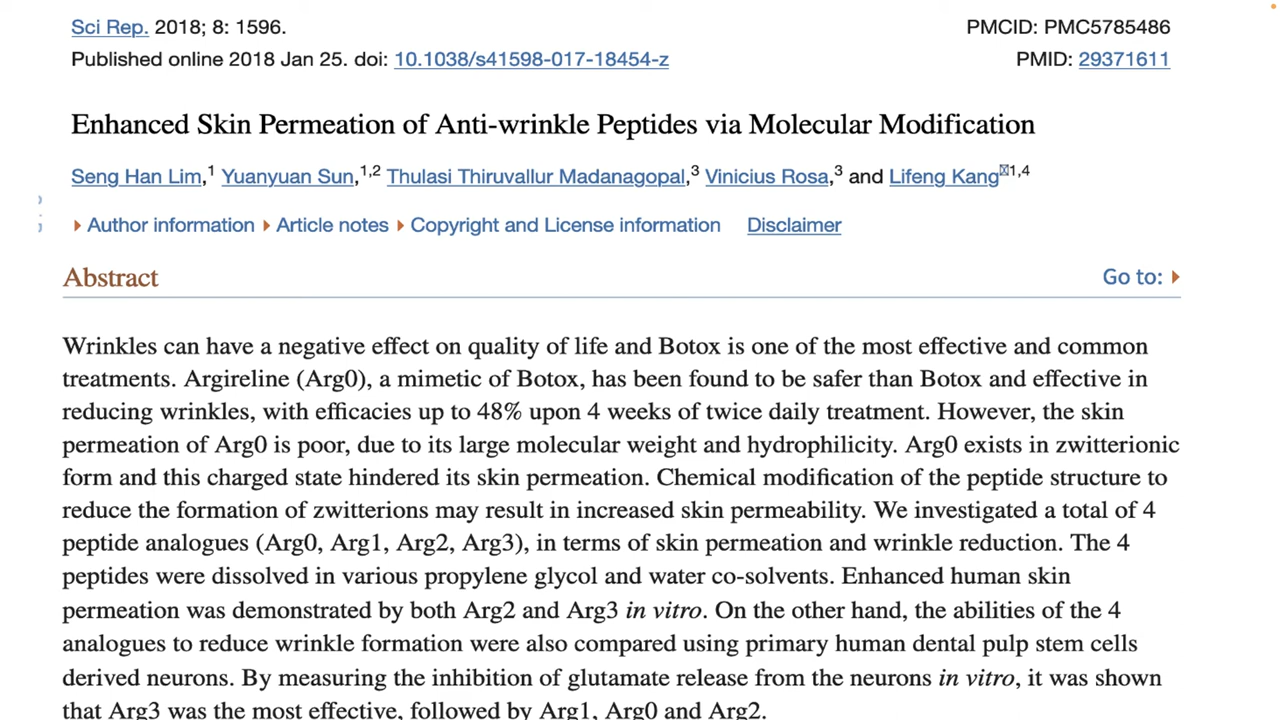 Sci Rep. 2018; 8: 1596. PMCID: PMC5785486
Published online 2018 Jan 25. doi: 10.1038/s41598-017-18454-z PMID: 29371611
Enhanced Skin Permeation of Anti-wrinkle Peptides via Molecular Modification
Seng Han Lim,1 Yuanyuan Sun,1,2 Thulasi Thiruvallur Madanagopal,3 Vinicius Rosa,3 and Lifeng Kang1,4
Author information Article notes Copyright and License information Disclaimer
Abstract Go to:
Wrinkles can have a negative effect on quality of life and Botox is one of the most effective and common
treatments. Argireline (Arg0), a mimetic of Botox, has been found to be safer than Botox and effective in
reducing wrinkles, with efficacies up to 48% upon 4 weeks of twice daily treatment. However, the skin
permeation of Arg0 is poor, due to its large molecular weight and hydrophilicity. Arg0 exists in zwitterionic
form and this charged state hindered its skin permeation. Chemical modification of the peptide structure to
reduce the formation of zwitterions may result in increased skin permeability. We investigated a total of 4
peptide analogues (Arg0, Arg1, Arg2, Arg3), in terms of skin permeation and wrinkle reduction. The 4
peptides were dissolved in various propylene glycol and water co-solvents. Enhanced human skin
permeation was demonstrated by both Arg2 and Arg3 in vitro. On the other hand, the abilities of the 4
analogues to reduce wrinkle formation were also compared using primary human dental pulp stem cells
derived neurons. By measuring the inhibition of glutamate release from the neurons in vitro, it was shown
that Arg3 was the most effective, followed by Arg1, Arg0 and Arg2.